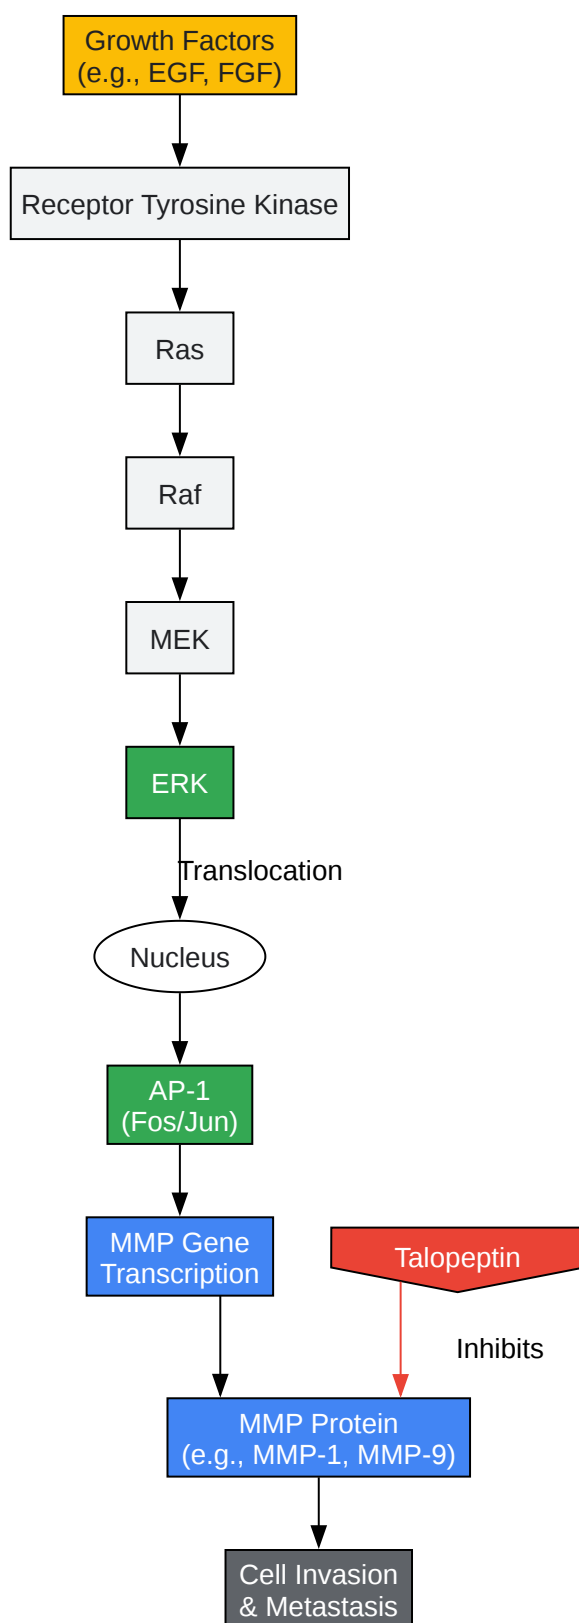 Growth Factors
(e.g., EGF, FGF)
Receptor Tyrosine Kinase
Ras
Raf
MEK
ERK
Translocation
Nucleus
AP-1
(Fos/Jun)
MMP Gene
Transcription
Talopeptin
Inhibits
MMP Protein
(e.g., MMP-1, MMP-9)
Cell Invasion
& Metastasis